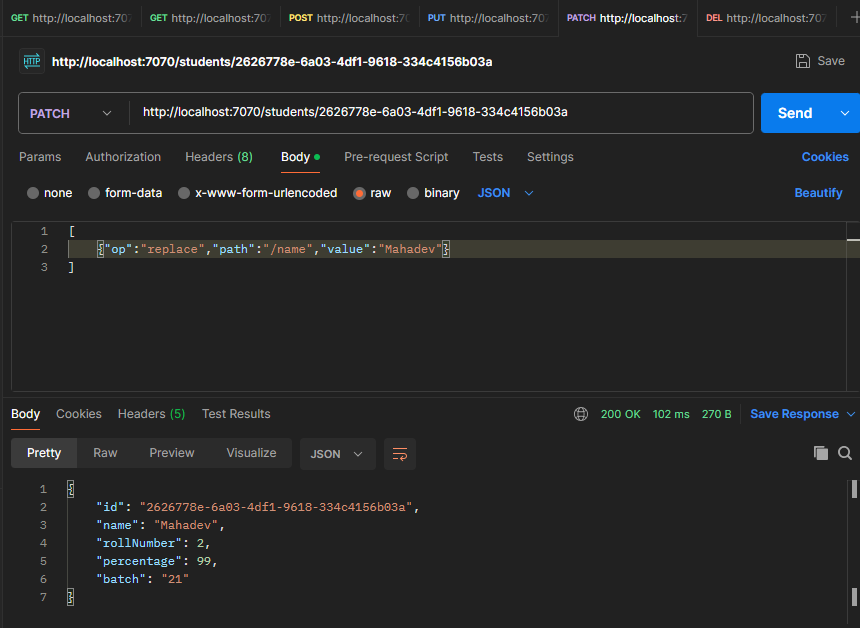 GET http://localhost:707 GET http://localhost:707 POST http://localhost:70 PUT http://localhost:707 PATCH http://localhost:7 DEL http://localhost:707
HTTP http://localhost:7070/students/2626778e-6a03-4df1-9618-334c4156b03a Save
PATCH http://localhost:7070/students/2626778e-6a03-4df1-9618-334c4156b03a Send
Params Authorization Headers (8) Body Pre-request Script Tests Settings Cookies
none form-data x-www-form-urlencoded raw binary JSON Beautify
1 [
2 {"op":"replace","path":"/name","value":"Mahadev"}
3 ]
Body Cookies Headers (5) Test Results 200 OK 102 ms 270 B Save Response
Pretty Raw Preview Visualize JSON
1 {
2 "id": "2626778e-6a03-4df1-9618-334c4156b03a",
3 "name": "Mahadev",
4 "rollNumber": 2,
5 "percentage": 99,
6 "batch": "21"
7 }